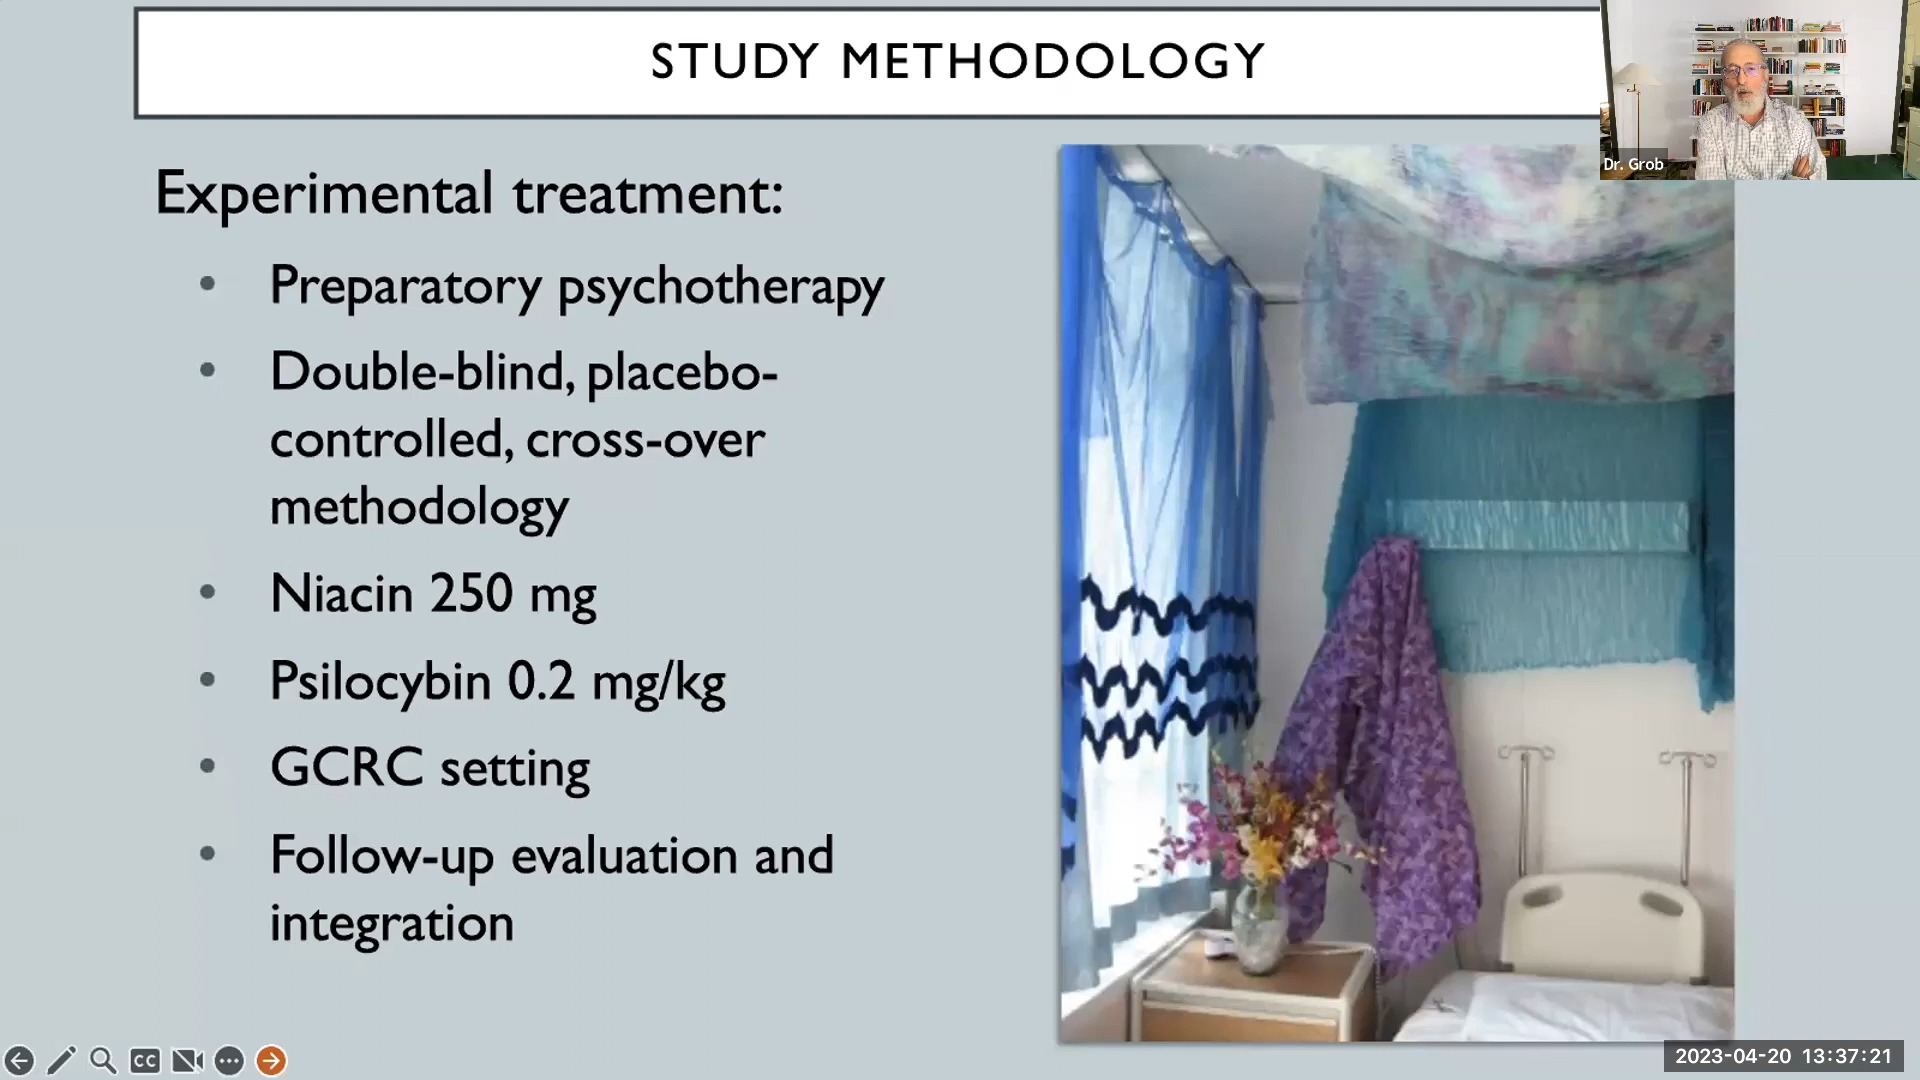 STUDY METHODOLOGY
Dr. Grob
Experimental treatment:
• Preparatory psychotherapy
• Double-blind, placebo-
controlled, cross-over
methodology
• Niacin 250 mg
• Psilocybin 0.2 mg/kg
• GCRC setting
• Follow-up evaluation and
integration
CC
2023-04-20 13:37:21